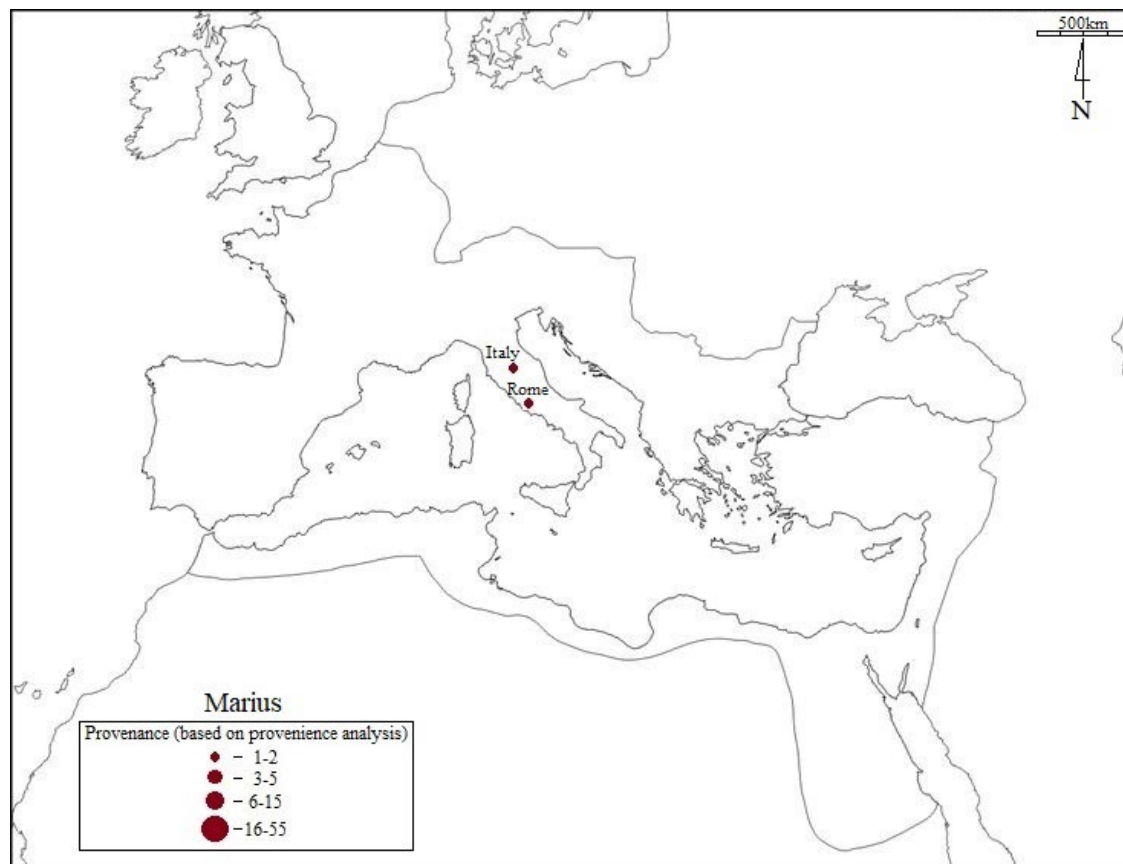 500km
N
Italy
Rome
Marius
Provenance (based on provenience analysis)
– 1-2
– 3-5
– 6-15
–16-55